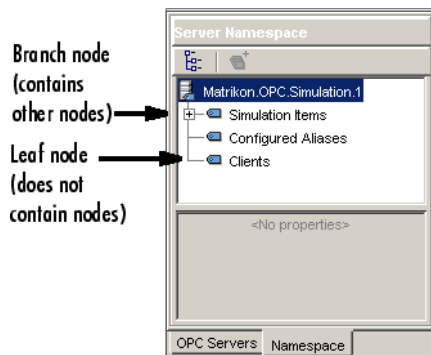 Server Namespace
Branch node
(contains
other nodes)
Leaf node
(does not
contain nodes)
Matrikon.OPC.Simulation.1
Simulation Items
Configured Aliases
Clients
<No properties>
OPC Servers
Namespace